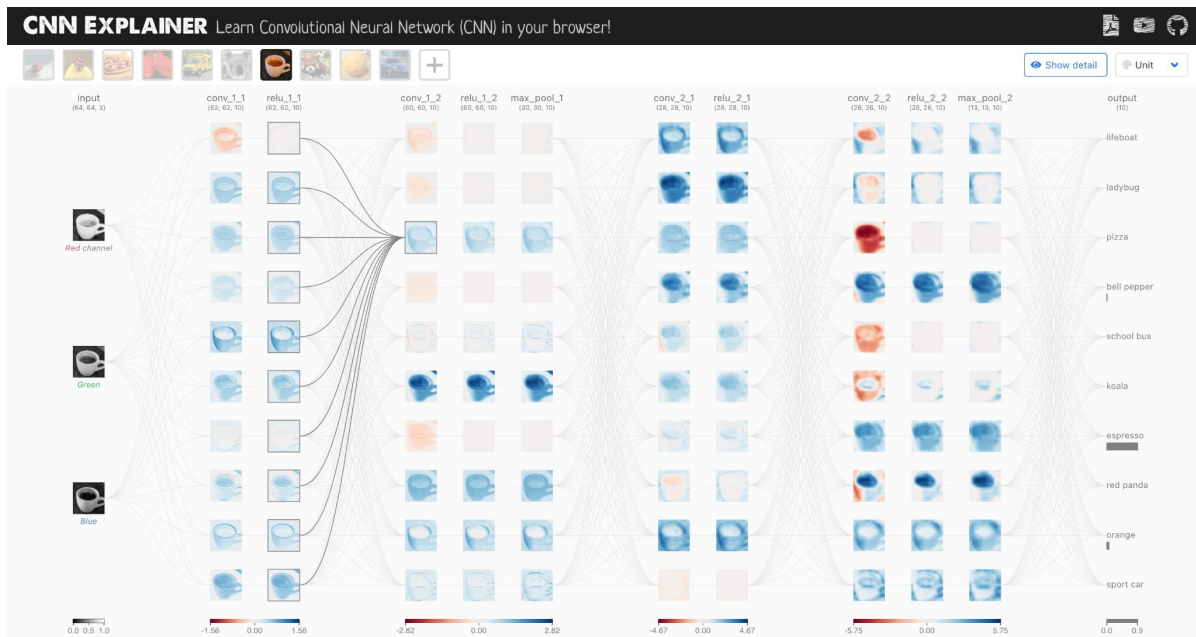 CNN EXPLAINER Learn Convolutional Neural Network (CNN) in your browser!
Show detail
Unit
input
(64, 64, 3)
conv_1_1
(62, 62, 10)
relu_1_1
(62, 62, 10)
conv_1_2
(60, 60, 10)
relu_1_2
(60, 60, 10)
max_pool_1
(30, 30, 10)
conv_2_1
(28, 28, 10)
relu_2_1
(28, 28, 10)
conv_2_2
(26, 26, 10)
relu_2_2
(26, 26, 10)
max_pool_2
(13, 13, 10)
output
(10)
Red channel
Green
Blue
lifeboat
ladybug
pizza
bell pepper
school bus
koala
espresso
red panda
orange
sport car
0.0 0.5 1.0
-1.56 0.00 1.56
-2.82 0.00 2.82
-4.67 0.00 4.67
-5.75 0.00 5.75
0.0 0.9